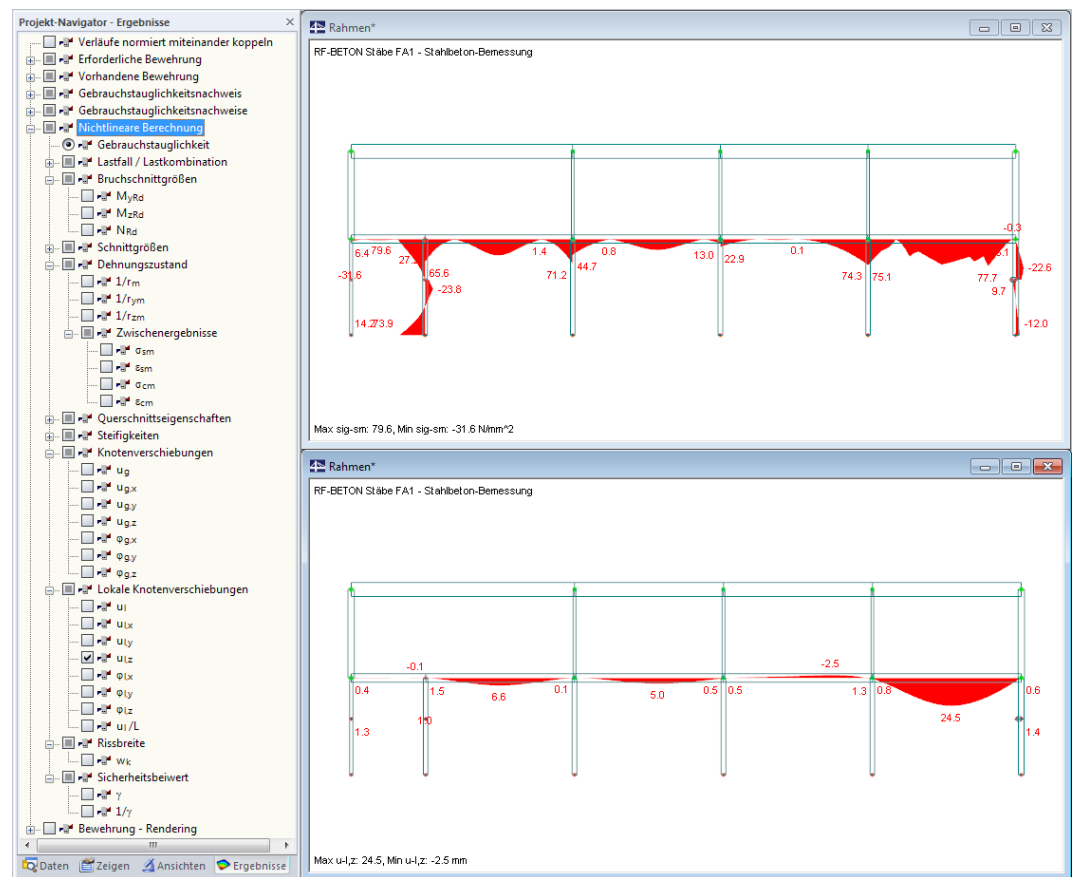 Projekt-Navigator - Ergebnisse
Verläufe normiert miteinander koppeln
Erforderliche Bewehrung
Vorhandene Bewehrung
Gebrauchstauglichkeitsnachweis
Gebrauchstauglichkeitsnachweise
Nichtlineare Berechnung
Gebrauchstauglichkeit
Lastfall / Lastkombination
Bruchschnittgrößen
MyRd
MzRd
NRd
Schnittgrößen
Dehnungszustand
1/rm
1/rym
1/rzm
Zwischenergebnisse
σsm
εsm
σcm
εcm
Querschnittseigenschaften
Steifigkeiten
Knotenverschiebungen
ug
ug,x
ug,y
ug,z
φg,x
φg,y
φg,z
Lokale Knotenverschiebungen
ul
ul,x
ul,y
ul,z
φl,x
φl,y
φl,z
ul/L
Rissbreite
wk
Sicherheitsbeiwert
γ
1/γ
Bewehrung - Rendering
Daten Zeigen Ansichten Ergebnisse
Rahmen*
RF-BETON Stäbe FA1 - Stahlbeton-Bemessung
-0.3
6.4 79.6 1.4 0.8 13.0 22.9 0.1
-31.6 65.6 71.2 44.7 74.3 75.1 77.7 -22.6
-23.8 9.7
14.2 73.9 -12.0
Max sig-sm: 79.6, Min sig-sm: -31.6 N/mm^2
Rahmen*
RF-BETON Stäbe FA1 - Stahlbeton-Bemessung
-0.1 -2.5
0.4 1.5 6.6 0.1 5.0 0.5 0.5 1.3 0.8 0.6
24.5
1.3 1.4
Max u-l,z: 24.5, Min u-l,z: -2.5 mm